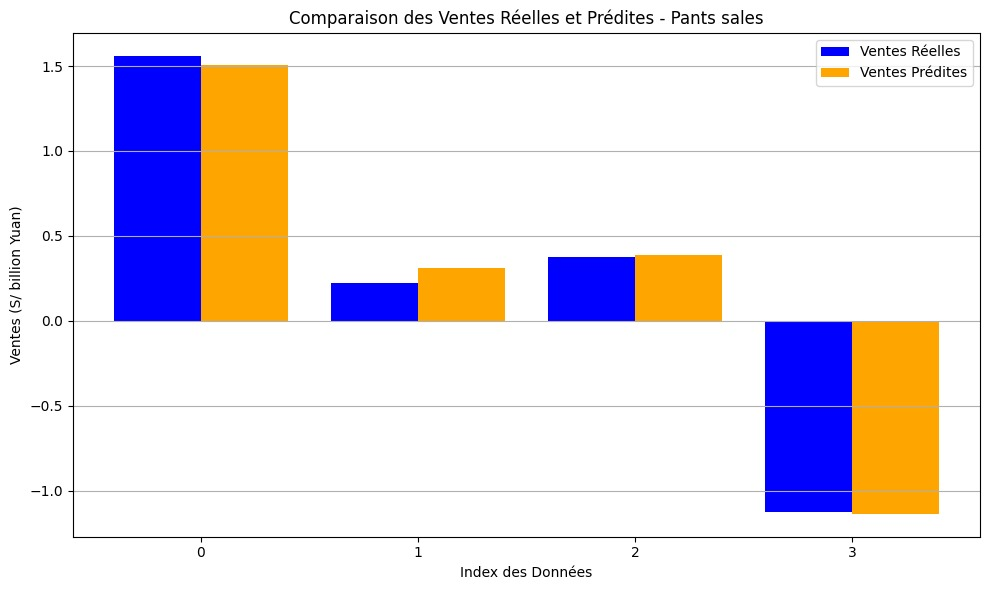 Comparaison des Ventes Réelles et Prédites - Pants sales
Ventes Réelles
Ventes Prédites
Ventes (S/ billion Yuan)
1.5
1.0
0.5
0.0
−0.5
−1.0
0
1
2
3
Index des Données